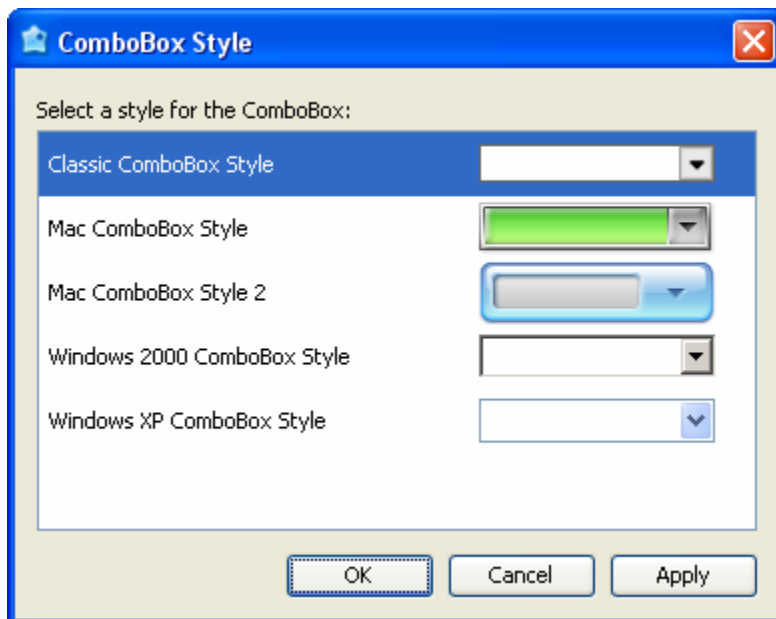 ComboBox Style
Select a style for the ComboBox:
Classic ComboBox Style
Mac ComboBox Style
Mac ComboBox Style 2
Windows 2000 ComboBox Style
Windows XP ComboBox Style
OK Cancel Apply